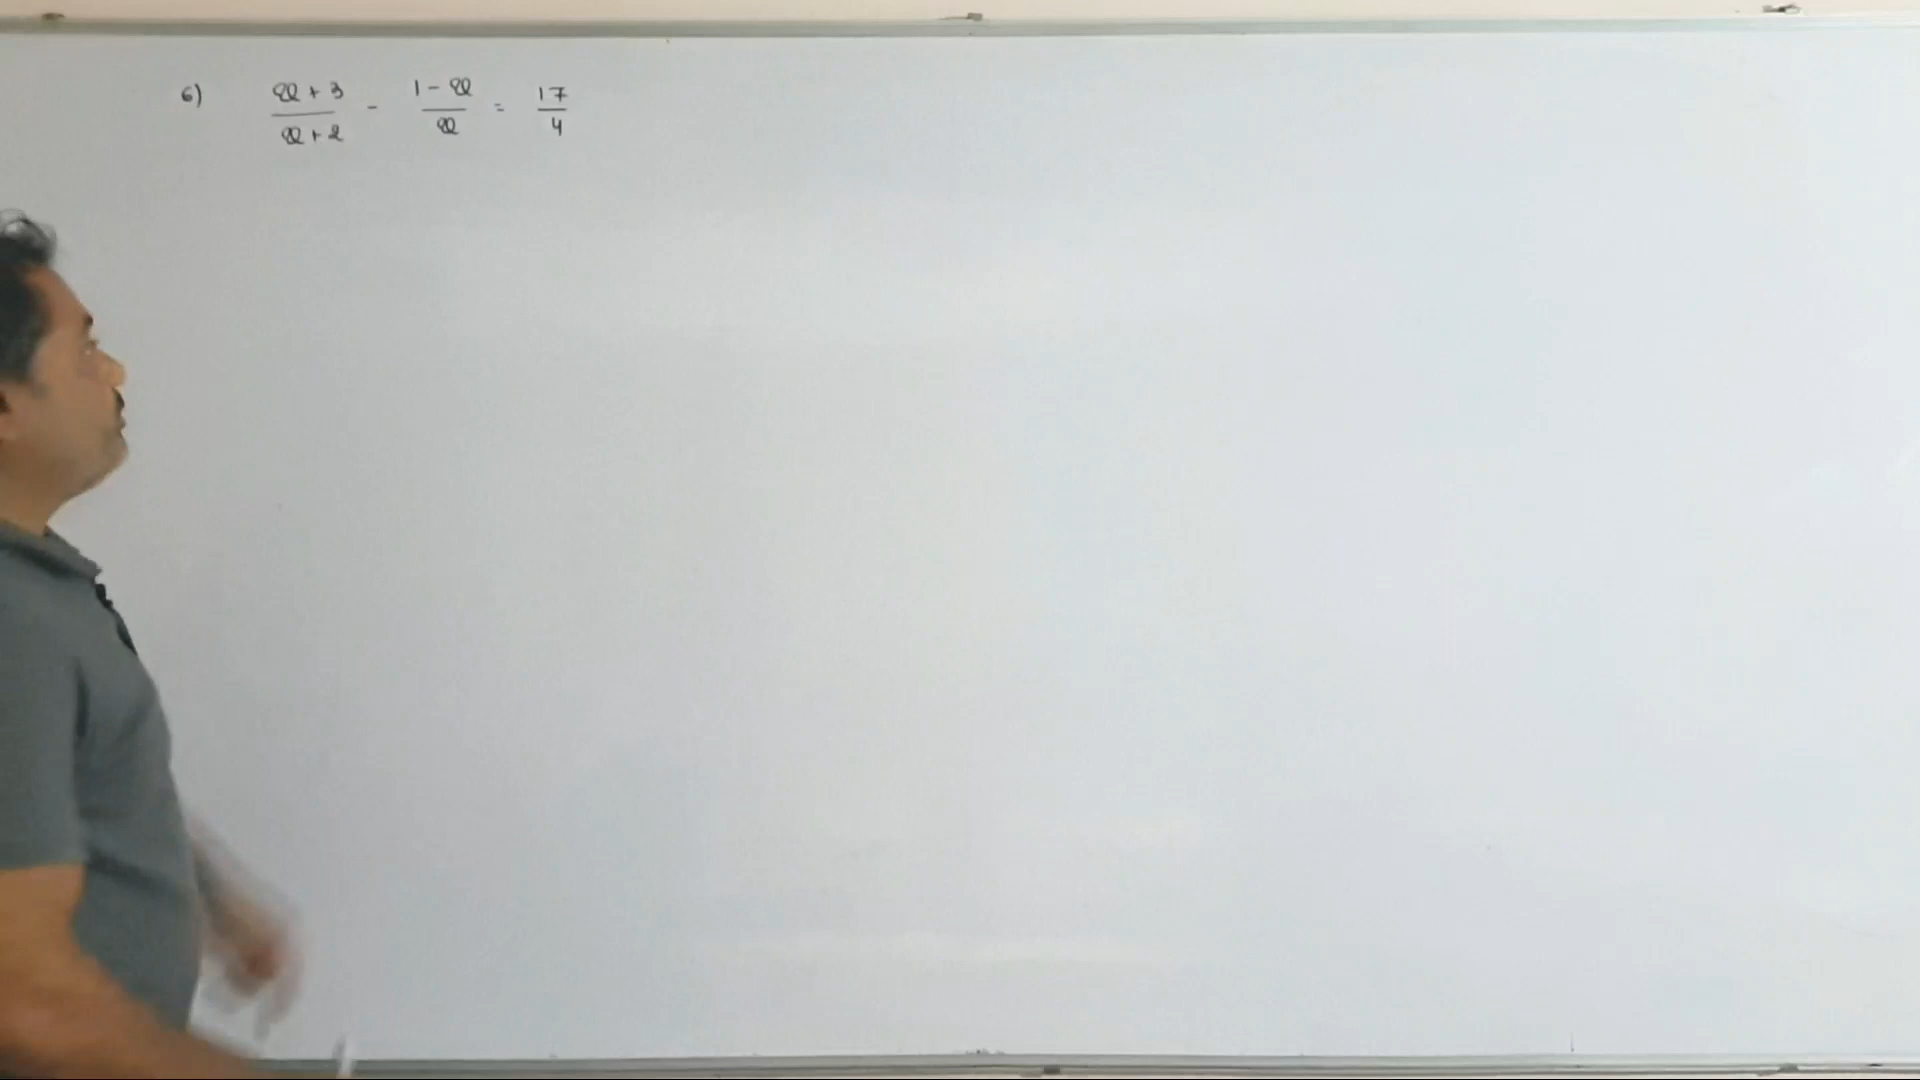 6) (x + 3)/(x + 2) - (1 - x)/x = 17/4